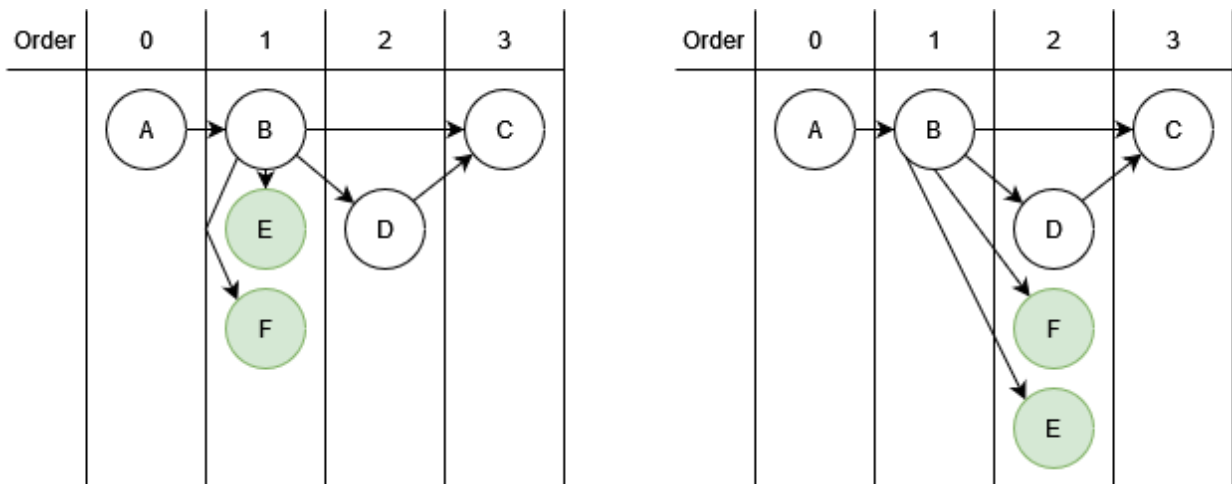 Order 0 1 2 3 Order 0 1 2 3
A B C A B C
E D D
F F
E